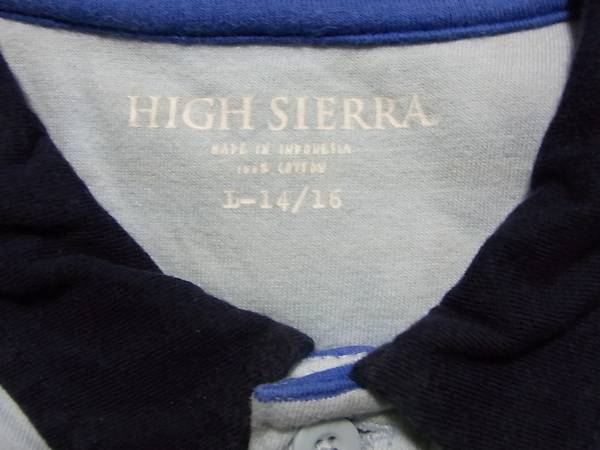 HIGH SIERRA
MADE IN INDONESIA
100% COTTON
L-14/16